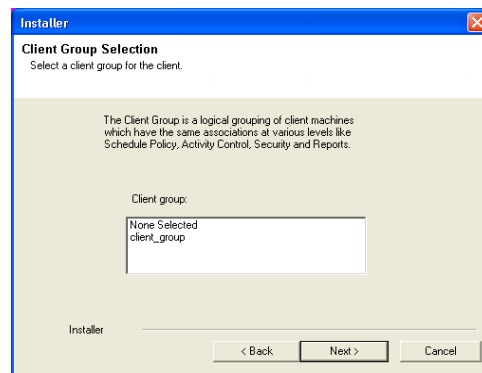 Installer
Client Group Selection
Select a client group for the client.
The Client Group is a logical grouping of client machines
which have the same associations at various levels like
Schedule Policy, Activity Control, Security and Reports.
Client group:
None Selected
client_group
Installer
< Back
Next >
Cancel